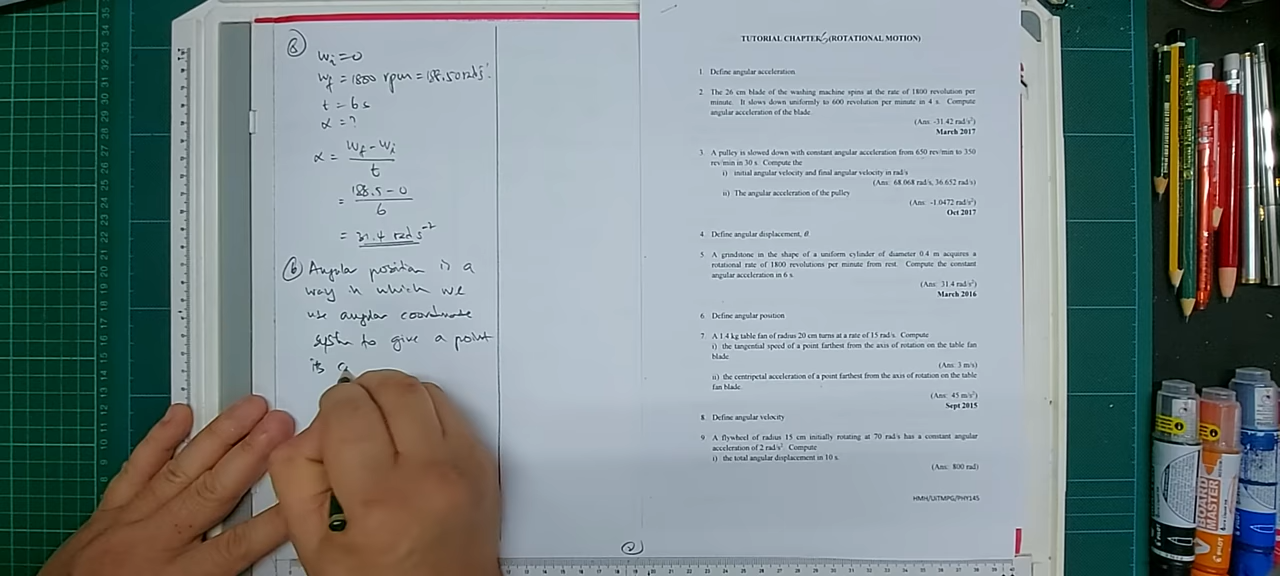 ωi = 0
ωf = 1800 rpm = 188.50 rads⁻¹
t = 6 s
α = ?
α = ωf - ωi / t
= 188.5 - 0 / 6
= 31.4 rad s⁻²
⑥ Angular position is a
way in which we
use angular coordinate
system to give a point
its
TUTORIAL CHAPTER 5 (ROTATIONAL MOTION)
1. Define angular acceleration
2. The 26 cm blade of the washing machine spins at the rate of 1800 revolution per
minute. It slows down uniformly to 600 revolution per minute in 4 s. Compute
angular acceleration of the blade.
(Ans: -31.42 rad/s²)
March 2017
3. A pulley is slowed down with constant angular acceleration from 650 rev/min to 350
rev/min in 30 s. Compute the
i) initial angular velocity and final angular velocity in rad/s
(Ans: 68.068 rad/s, 36.652 rad/s)
ii) The angular acceleration of the pulley
(Ans: -1.0472 rad/s²)
Oct 2017
4. Define angular displacement, θ.
5. A grindstone in the shape of a uniform cylinder of diameter 0.4 m acquires a
rotational rate of 1800 revolutions per minute from rest. Compute the constant
angular acceleration in 6 s.
(Ans: 31.4 rad/s²)
March 2016
6. Define angular position
7. A 1.4 kg table fan of radius 20 cm turns at a rate of 15 rad/s. Compute
i) the tangential speed of a point farthest from the axis of rotation on the table fan
blade.
(Ans: 3 m/s)
ii) the centripetal acceleration of a point farthest from the axis of rotation on the table
fan blade.
(Ans: 45 m/s²)
Sept 2015
8. Define angular velocity
9. A flywheel of radius 15 cm initially rotating at 70 rad/s has a constant angular
acceleration of 2 rad/s². Compute
i) the total angular displacement in 10 s.
(Ans: 800 rad)
HMH/UiTMPG/PHY145
BOARD
MASTER
PILOT